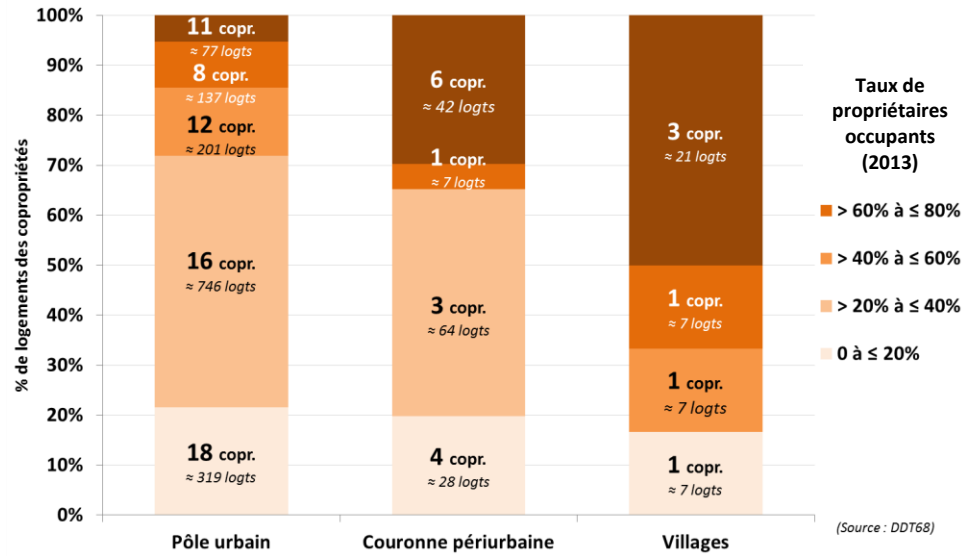 % de logements des copropriétés
100%
90%
80%
70%
60%
50%
40%
30%
20%
10%
0%
11 copr.
≈ 77 logts
8 copr.
≈ 137 logts
12 copr.
≈ 201 logts
16 copr.
≈ 746 logts
18 copr.
≈ 319 logts
Pôle urbain
6 copr.
≈ 42 logts
1 copr.
≈ 7 logts
3 copr.
≈ 64 logts
4 copr.
≈ 28 logts
Couronne périurbaine
3 copr.
≈ 21 logts
1 copr.
≈ 7 logts
1 copr.
≈ 7 logts
1 copr.
≈ 7 logts
Villages
Taux de
propriétaires
occupants
(2013)
> 60% à ≤ 80%
> 40% à ≤ 60%
> 20% à ≤ 40%
0 à ≤ 20%
(Source : DDT68)